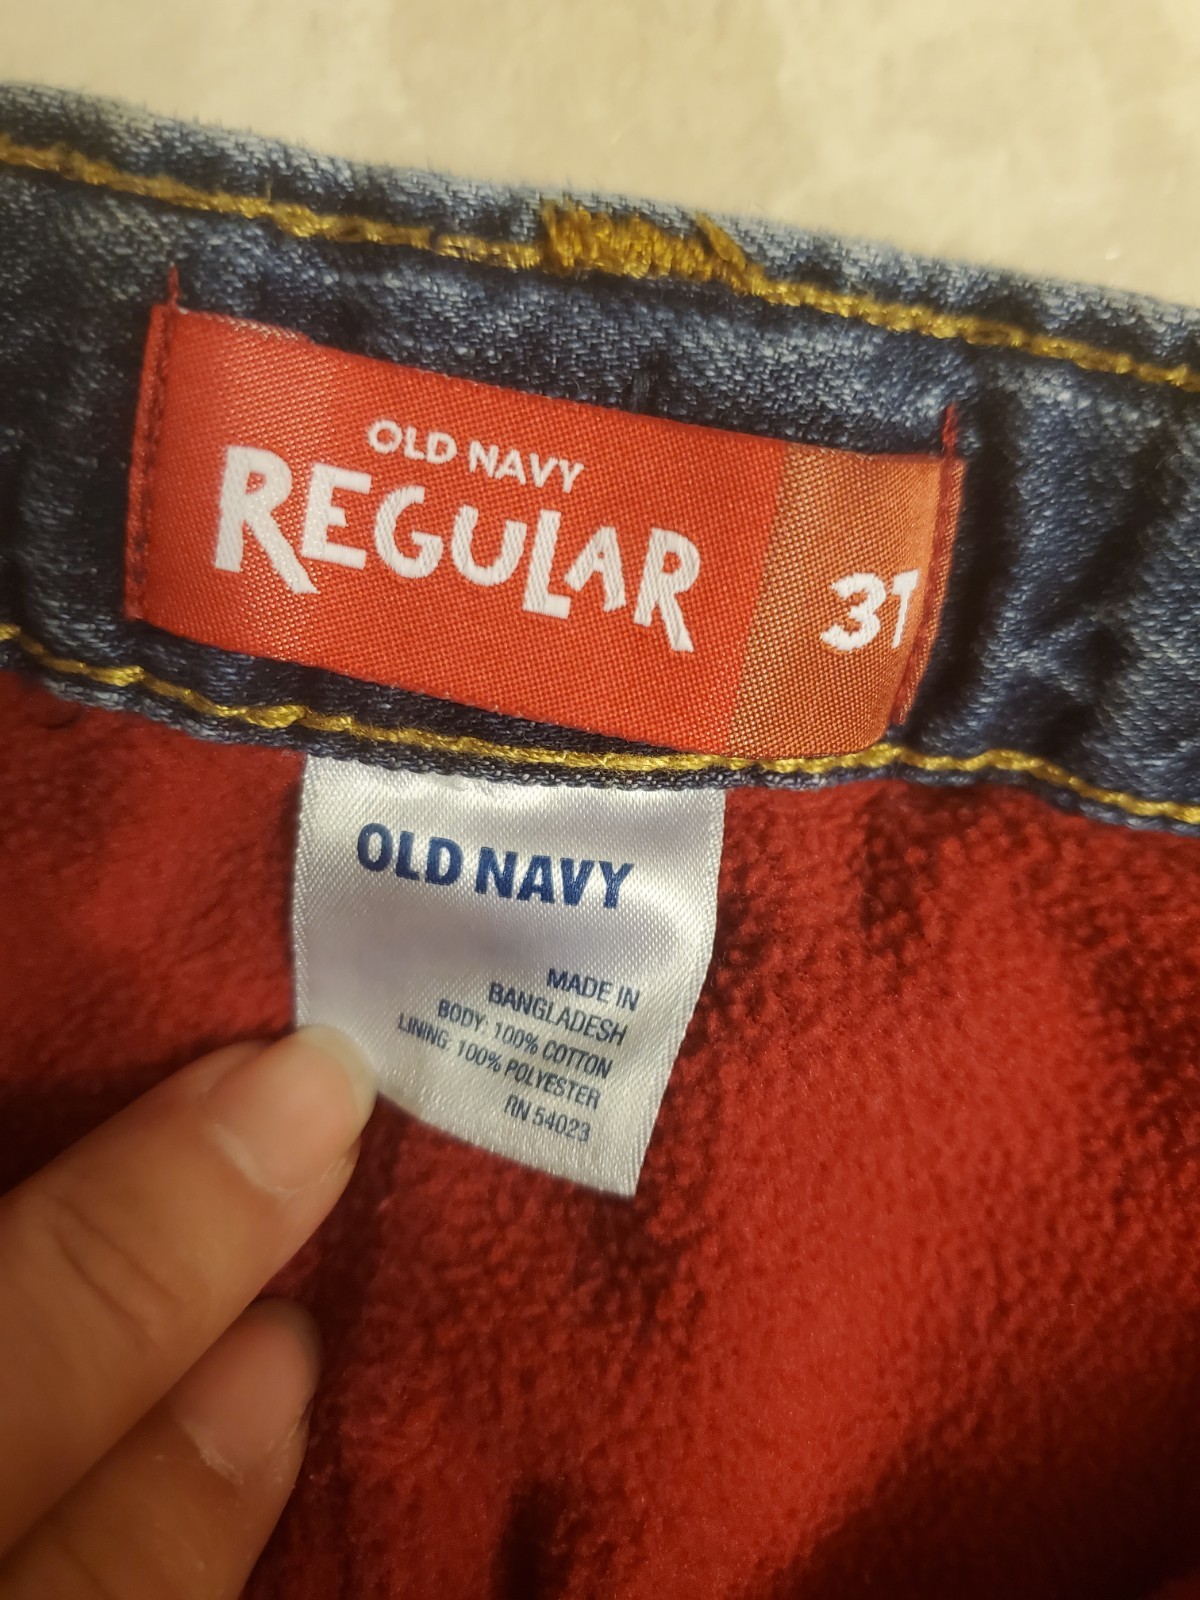 OLD NAVY
REGULAR
3T
OLD NAVY
MADE IN
BANGLADESH
BODY: 100% COTTON
LINING: 100% POLYESTER
RN 54023